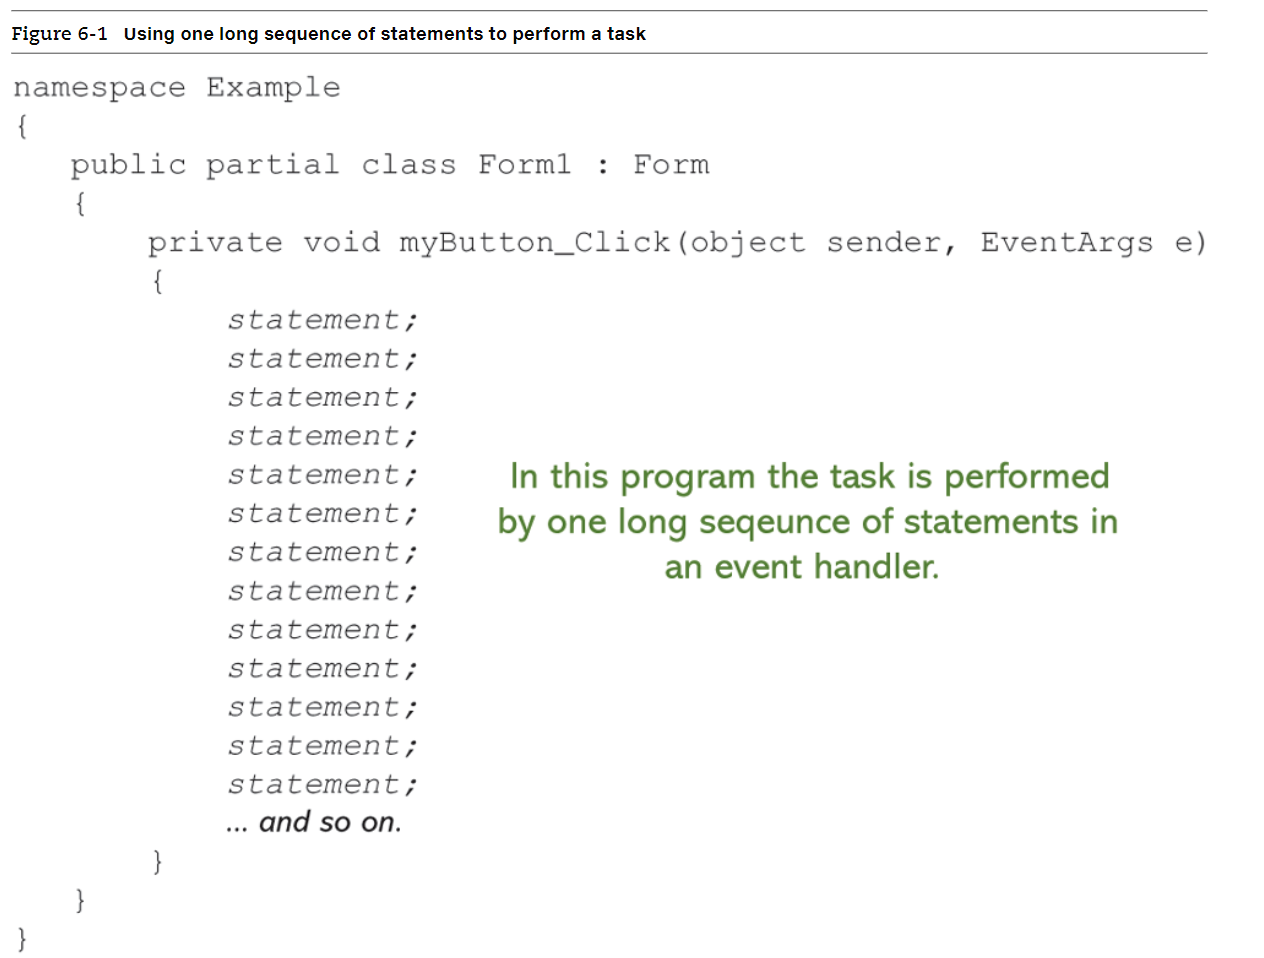 Figure 6-1 Using one long sequence of statements to perform a task
namespace Example
{
public partial class Form1 : Form
{
private void myButton_Click(object sender, EventArgs e)
{
statement;
statement;
statement;
statement;
statement;
statement;
statement;
statement;
statement;
statement;
statement;
statement;
statement;
... and so on.
In this program the task is performed
by one long seqeunce of statements in
an event handler.
}
}
}